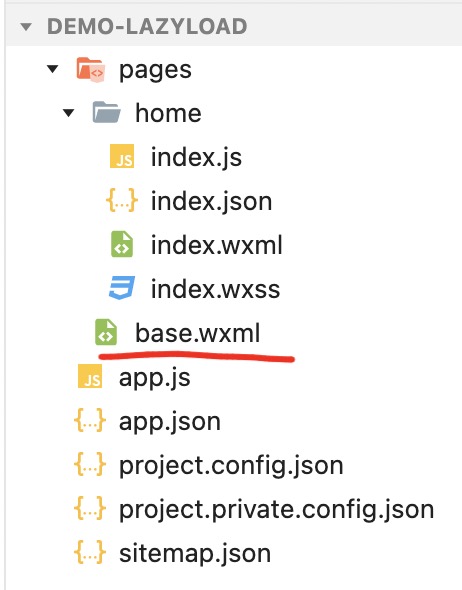 DEMO-LAZYLOAD
pages
home
JS index.js
{...} index.json
index.wxml
index.wxss
base.wxml
JS app.js
{...} app.json
{...} project.config.json
{...} project.private.config.json
{...} sitemap.json